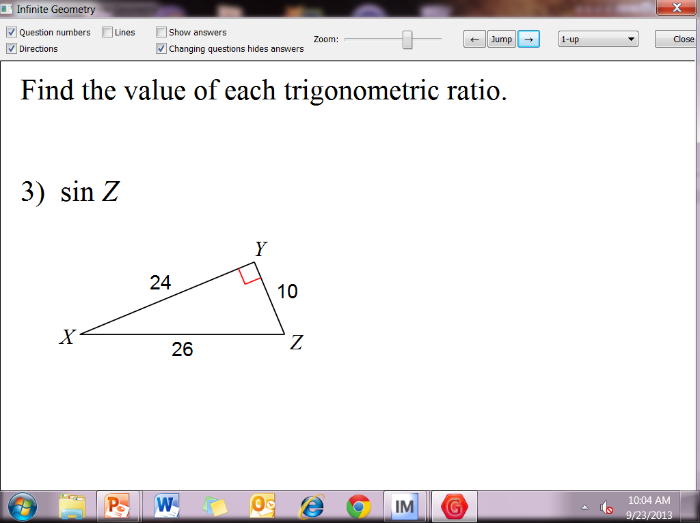 Infinite Geometry
X
Question numbers Lines Show answers
Directions Changing questions hides answers
Zoom: ← Jump → 1-up Close
Find the value of each trigonometric ratio.
3) sin Z
Y
24
10
X
Z
26
P
W
O
IM
G
10:04 AM
9/23/2013